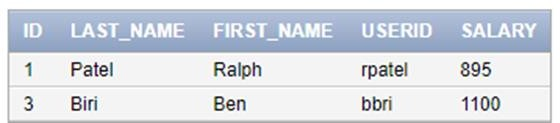 ID LAST_NAME FIRST_NAME USERID SALARY
1 Patel Ralph rpatel 895
3 Biri Ben bbri 1100